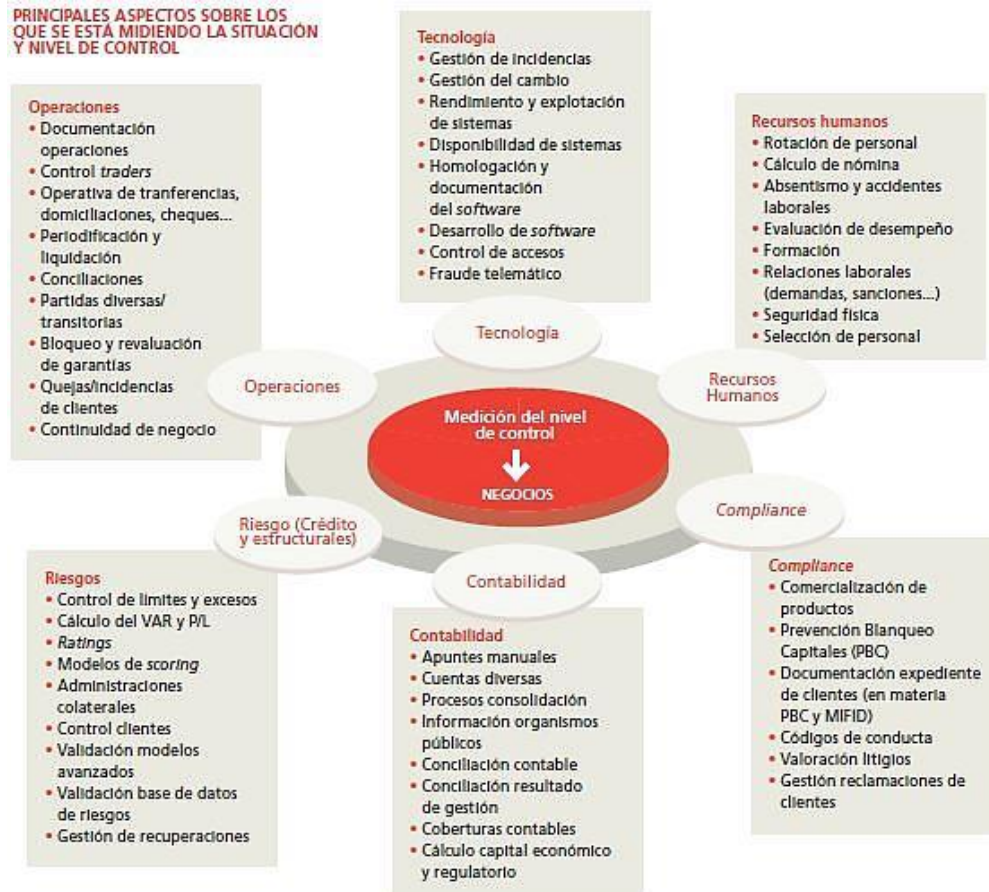 PRINCIPALES ASPECTOS SOBRE LOS
QUE SE ESTÁ MIDIENDO LA SITUACIÓN
Y NIVEL DE CONTROL
Operaciones
• Documentación
operaciones
• Control traders
• Operativa de tranferencias,
domiciliaciones, cheques...
• Periodificación y
liquidación
• Conciliaciones
• Partidas diversas/
transitorias
• Bloqueo y revaluación
de garantías
• Quejas/incidencias
de clientes
• Continuidad de negocio
Tecnología
• Gestión de incidencias
• Gestión del cambio
• Rendimiento y explotación
de sistemas
• Disponibilidad de sistemas
• Homologación y
documentación
del software
• Desarrollo de software
• Control de accesos
• Fraude telemático
Recursos humanos
• Rotación de personal
• Cálculo de nómina
• Absentismo y accidentes
laborales
• Evaluación de desempeño
• Formación
• Relaciones laborales
(demandas, sanciones...)
• Seguridad física
• Selección de personal
Tecnología
Operaciones
Recursos
Humanos
Medición del nivel
de control
NEGOCIOS
Riesgo (Crédito
y estructurales)
Compliance
Contabilidad
Riesgos
• Control de limites y excesos
• Cálculo del VAR y P/L
• Ratings
• Modelos de scoring
• Administraciones
colaterales
• Control clientes
• Validación modelos
avanzados
• Validación base de datos
de riesgos
• Gestión de recuperaciones
Contabilidad
• Apuntes manuales
• Cuentas diversas
• Procesos consolidación
• Información organismos
públicos
• Conciliación contable
• Conciliación resultado
de gestión
• Coberturas contables
• Cálculo capital económico
y regulatorio
Compliance
• Comercialización de
productos
• Prevención Blanqueo
Capitales (PBC)
• Documentación expediente
de clientes (en materia
PBC y MIFID)
• Códigos de conducta
• Valoración litigios
• Gestión reclamaciones de
clientes